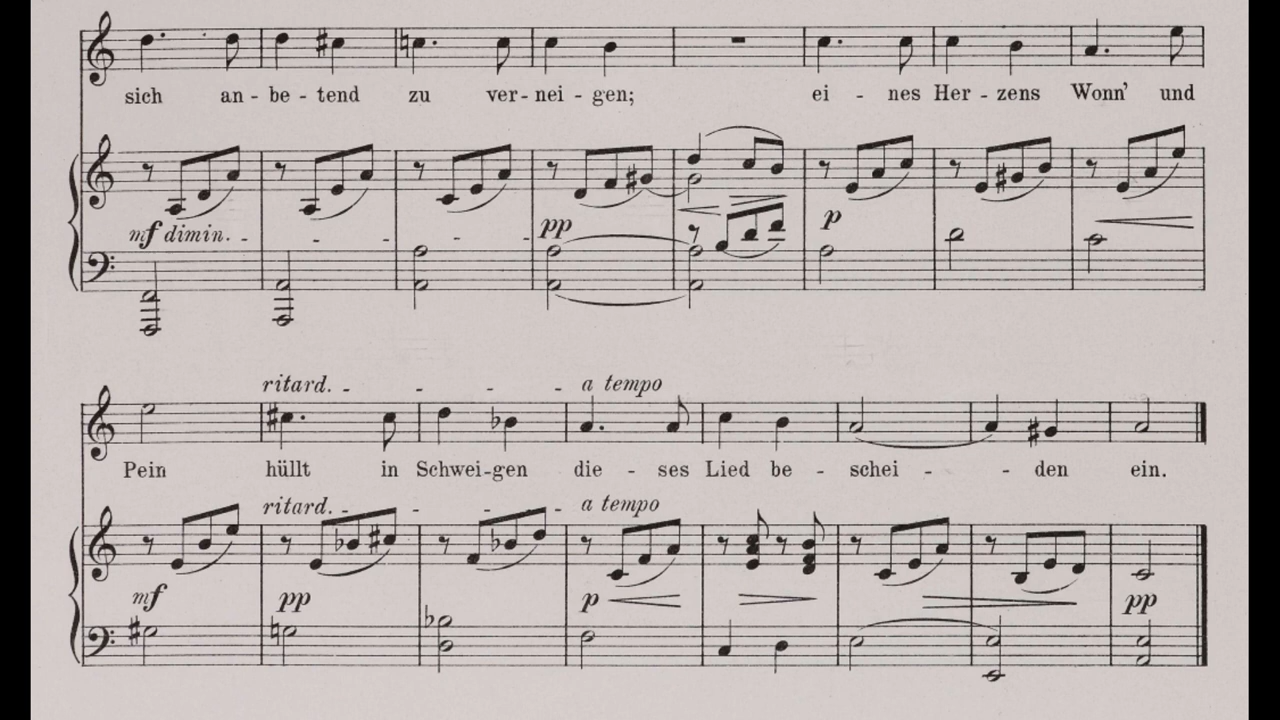 sich an - be - tend zu ver - nei - gen; ei - nes Her - zens Wonn' und
mf dimin. - - - -
pp
p
ritard. - - - - a tempo
Pein hüllt in Schwei - gen die - ses Lied be - schei - - den ein.
ritard. - - - - a tempo
mf pp p pp